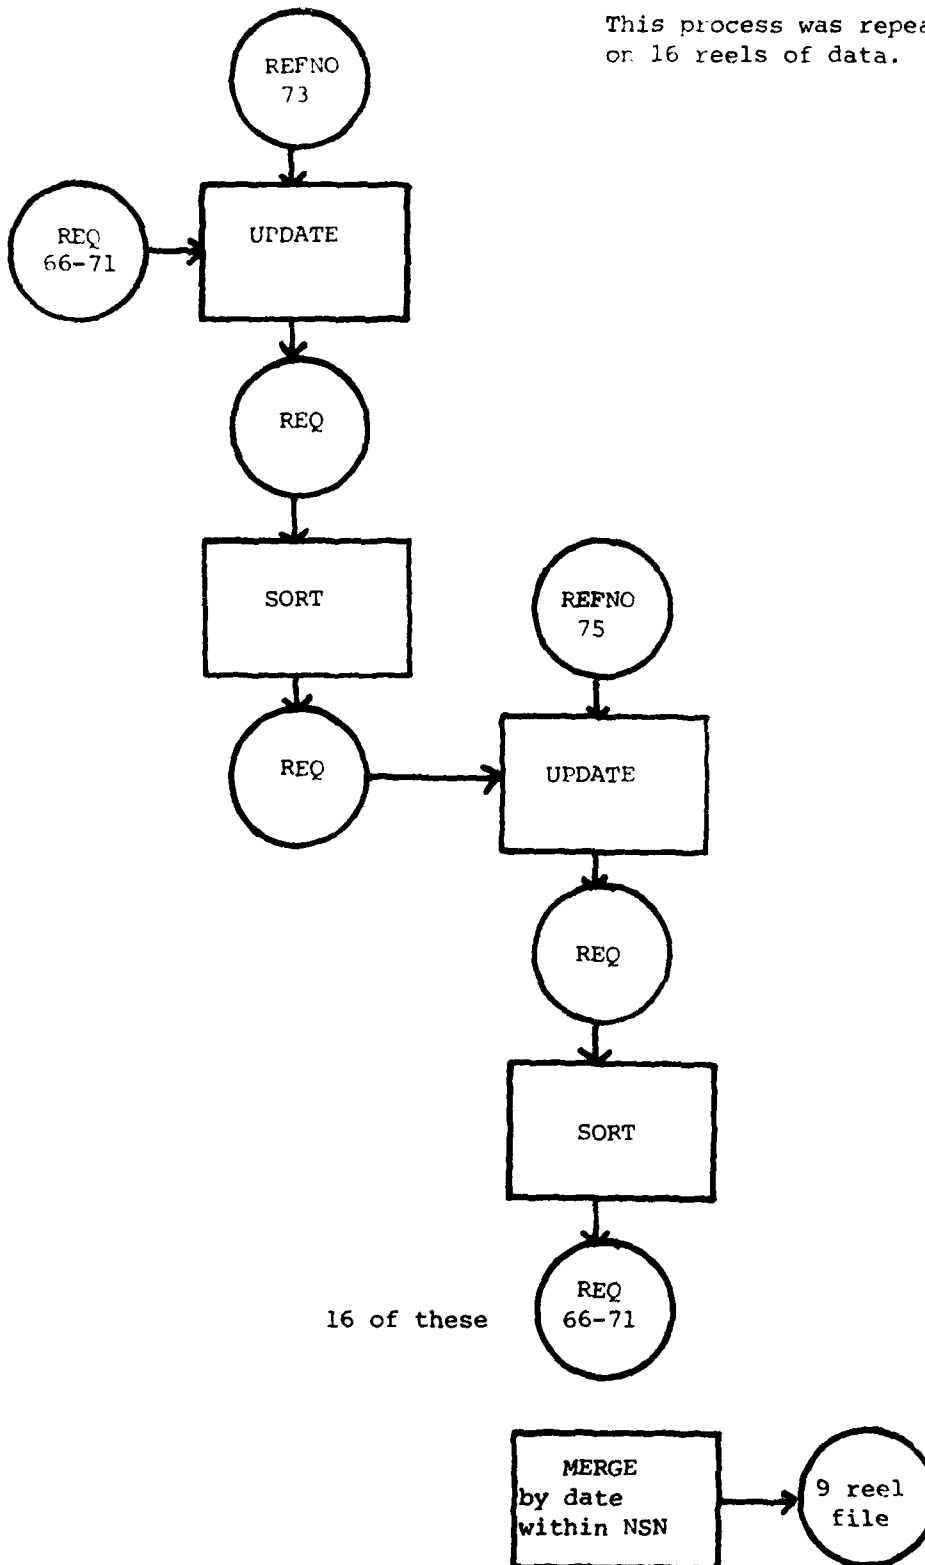 This process was repea
on 16 reels of data.
REFNO
73
REQ
66-71
UPDATE
REQ
SORT
REFNO
75
REQ
UPDATE
REQ
SORT
16 of these
REQ
66-71
MERGE
by date
within NSN
9 reel
file